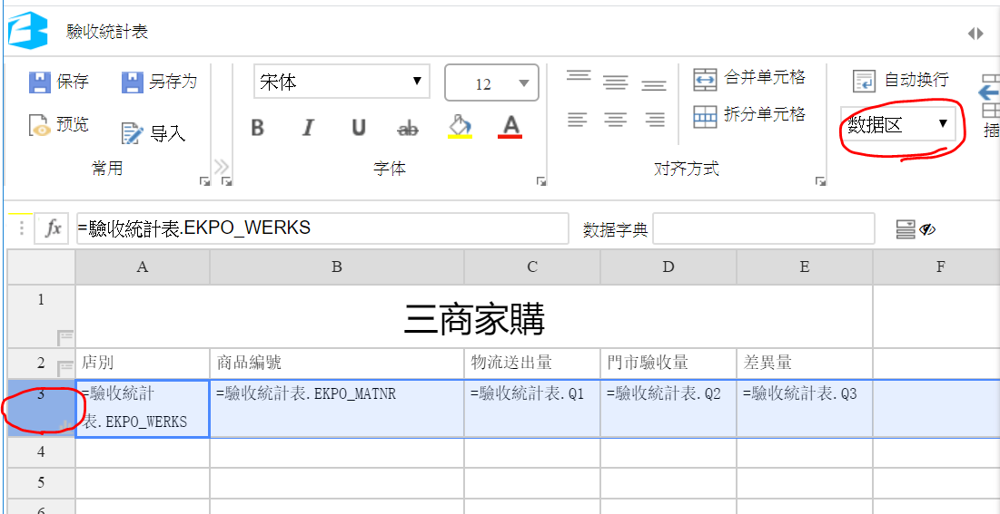 驗收統計表
保存 另存为
预览 导入
常用
宋体 12
B I U ab A
字体
合并单元格
拆分单元格
对齐方式
自动换行
数据区
插
fx =驗收統計表.EKPO_WERKS 数据字典
A B C D E F
1 三商家購
2 店別 商品編號 物流送出量 門市驗收量 差異量
3 =驗收統計 =驗收統計表.EKPO_MATNR =驗收統計表.Q1 =驗收統計表.Q2 =驗收統計表.Q3
表.EKPO_WERKS
4
5
6